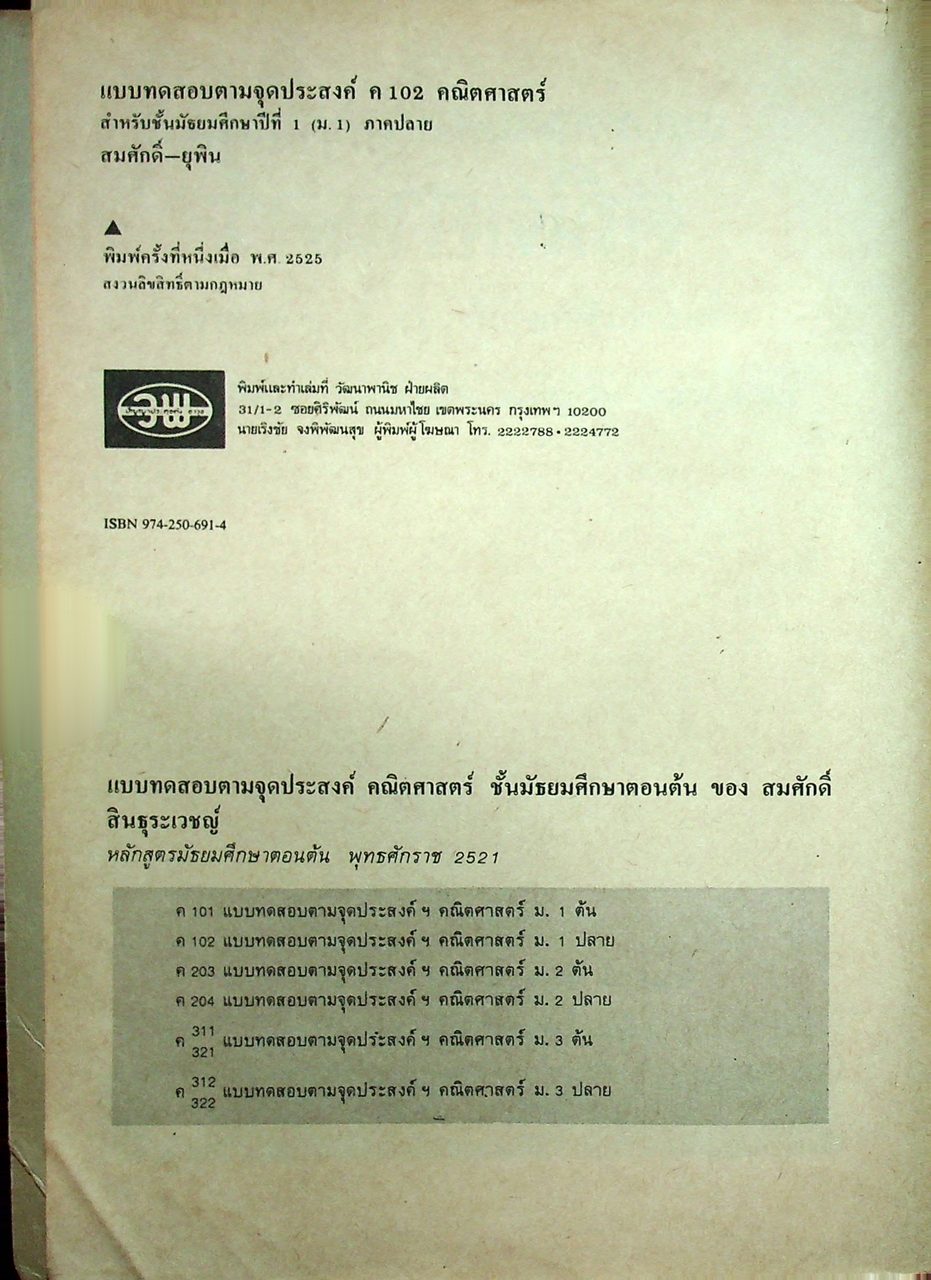 แบบทดสอบตามจุดประสงค์ ค 102 คณิตศาสตร์
สำหรับชั้นมัธยมศึกษาปีที่ 1 (ม. 1) ภาคปลาย
สมศักดิ์—ยุพิน
พิมพ์ครั้งที่หนึ่งเมื่อ พ.ศ. 2525
สงวนลิขสิทธิ์ตามกฎหมาย
วพ
พิมพ์และทำเล่มที่ วัฒนาพานิช ฝ่ายผลิต
31/1-2 ซอยศิริพัฒน์ ถนนมหาไชย เขตพระนคร กรุงเทพฯ 10200
นายเริงชัย จงพิพัฒนสุข ผู้พิมพ์ผู้โฆษณา โทร. 2222788 • 2224772
ISBN 974-250-691-4
แบบทดสอบตามจุดประสงค์ คณิตศาสตร์ ชั้นมัธยมศึกษาตอนต้น ของ สมศักดิ์
สินธุระเวชญ์
หลักสูตรมัธยมศึกษาตอนต้น พุทธศักราช 2521
ค 101 แบบทดสอบตามจุดประสงค์ ฯ คณิตศาสตร์ ม. 1 ต้น
ค 102 แบบทดสอบตามจุดประสงค์ ฯ คณิตศาสตร์ ม. 1 ปลาย
ค 203 แบบทดสอบตามจุดประสงค์ ฯ คณิตศาสตร์ ม. 2 ต้น
ค 204 แบบทดสอบตามจุดประสงค์ ฯ คณิตศาสตร์ ม. 2 ปลาย
ค 311 321 แบบทดสอบตามจุดประสงค์ ฯ คณิตศาสตร์ ม. 3 ต้น
ค 312 322 แบบทดสอบตามจุดประสงค์ ฯ คณิตศาสตร์ ม. 3 ปลาย